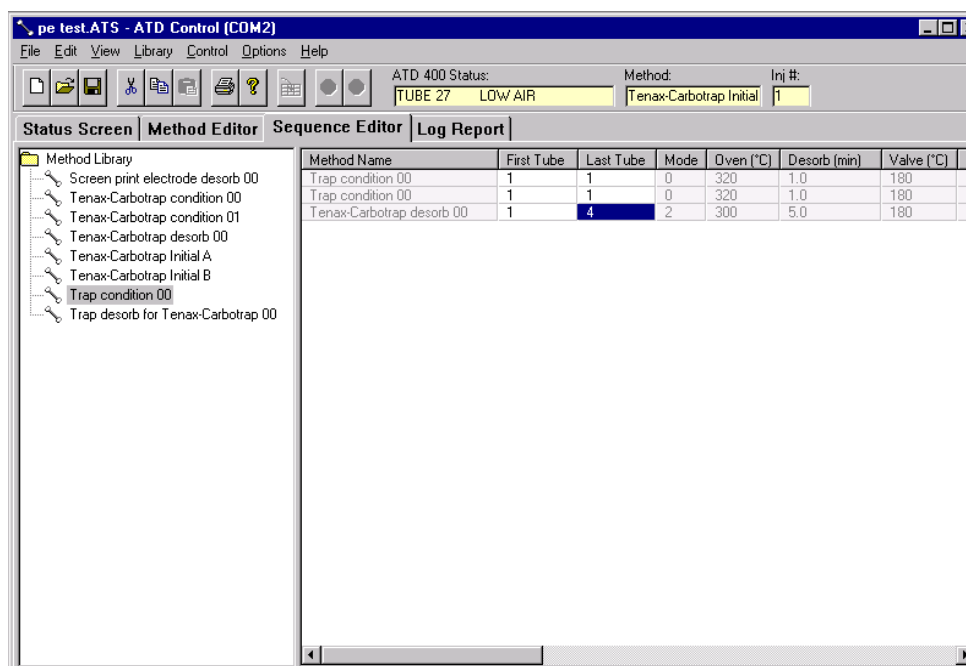 pe test.ATS - ATD Control (COM2)
File Edit View Library Control Options Help
ATD 400 Status: Method: Inj #:
TUBE 27 LOW AIR Tenax-Carbotrap Initial 1
Status Screen Method Editor Sequence Editor Log Report
Method Library
Screen print electrode desorb 00
Tenax-Carbotrap condition 00
Tenax-Carbotrap condition 01
Tenax-Carbotrap desorb 00
Tenax-Carbotrap Initial A
Tenax-Carbotrap Initial B
Trap condition 00
Trap desorb for Tenax-Carbotrap 00
Method Name First Tube Last Tube Mode Oven (°C) Desorb (min) Valve (°C)
Trap condition 00 1 1 0 320 1.0 180
Trap condition 00 1 1 0 320 1.0 180
Tenax-Carbotrap desorb 00 1 4 2 300 5.0 180